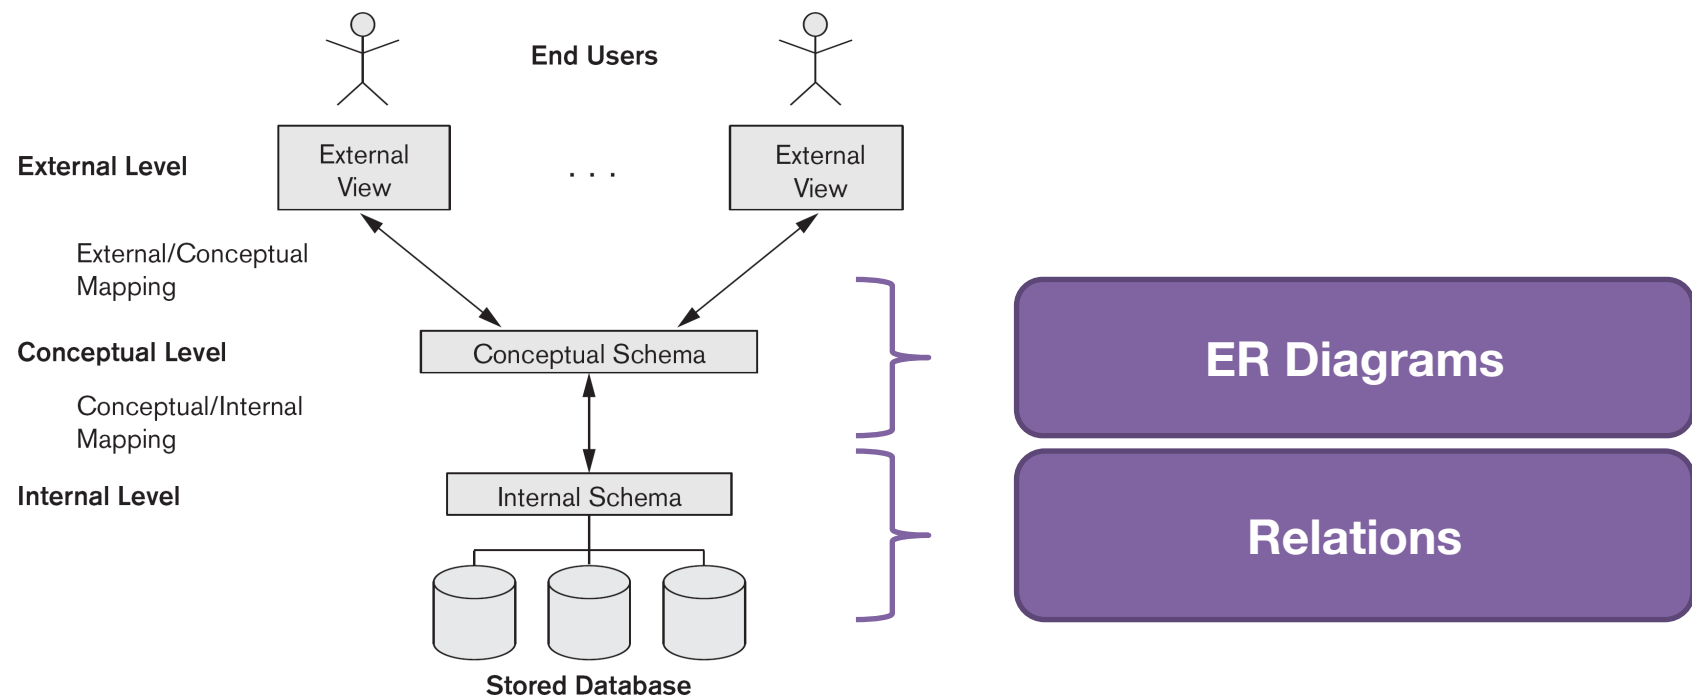 End Users
External Level
External
View
. . .
External
View
External/Conceptual
Mapping
Conceptual Level
Conceptual Schema
ER Diagrams
Conceptual/Internal
Mapping
Internal Level
Internal Schema
Relations
Stored Database